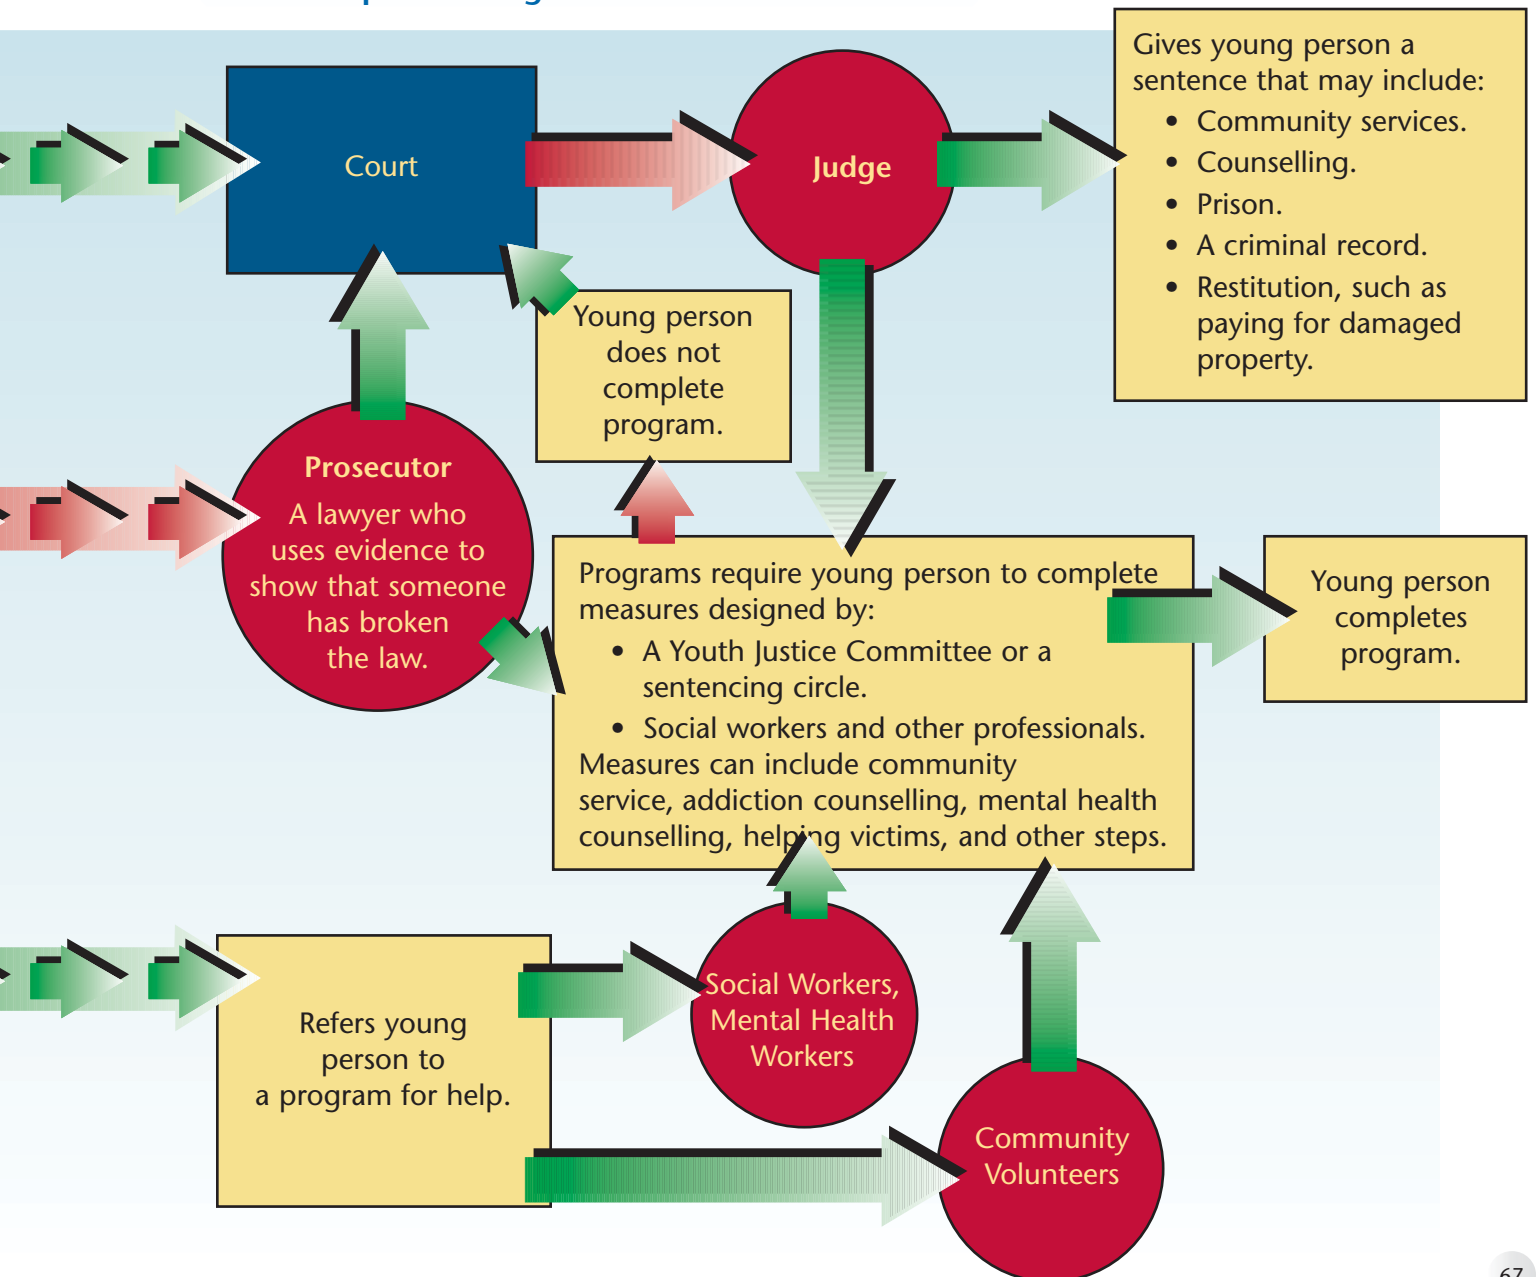 Court
Judge
Gives young person a
sentence that may include:
• Community services.
• Counselling.
• Prison.
• A criminal record.
• Restitution, such as
paying for damaged
property.
Young person
does not
complete
program.
Prosecutor
A lawyer who
uses evidence to
show that someone
has broken
the law.
Programs require young person to complete
measures designed by:
• A Youth Justice Committee or a
sentencing circle.
• Social workers and other professionals.
Measures can include community
service, addiction counselling, mental health
counselling, helping victims, and other steps.
Young person
completes
program.
Refers young
person to
a program for help.
Social Workers,
Mental Health
Workers
Community
Volunteers
67